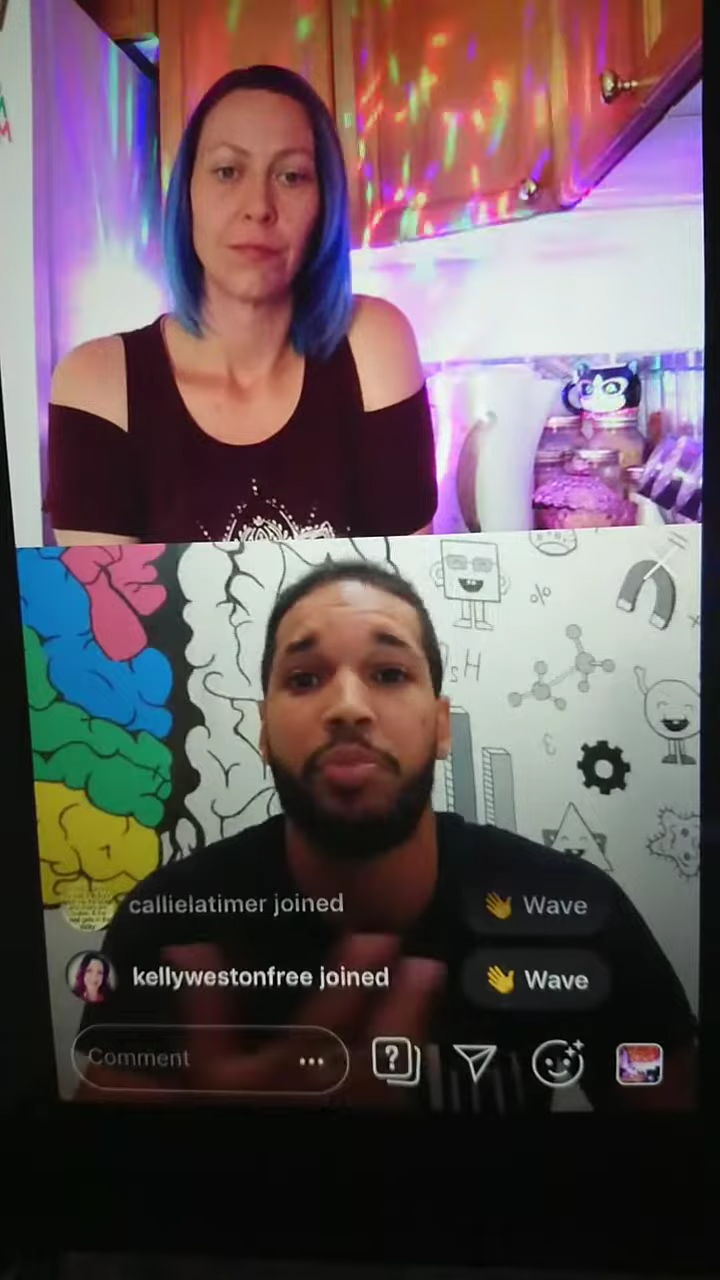 M
M
%
callielatimer joined
👋 Wave
kellywestonfree joined
👋 Wave
Comment
•••
?